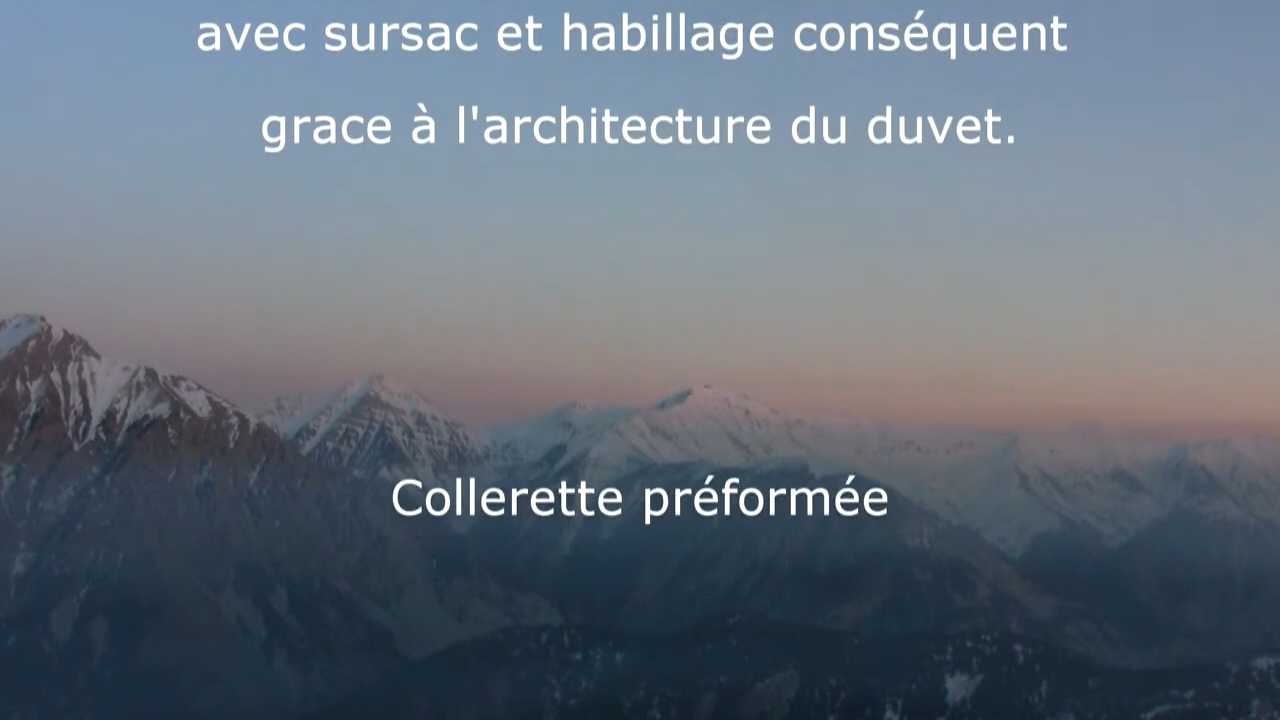 avec sursac et habillage conséquent
grace à l'architecture du duvet.
Collerette préformée